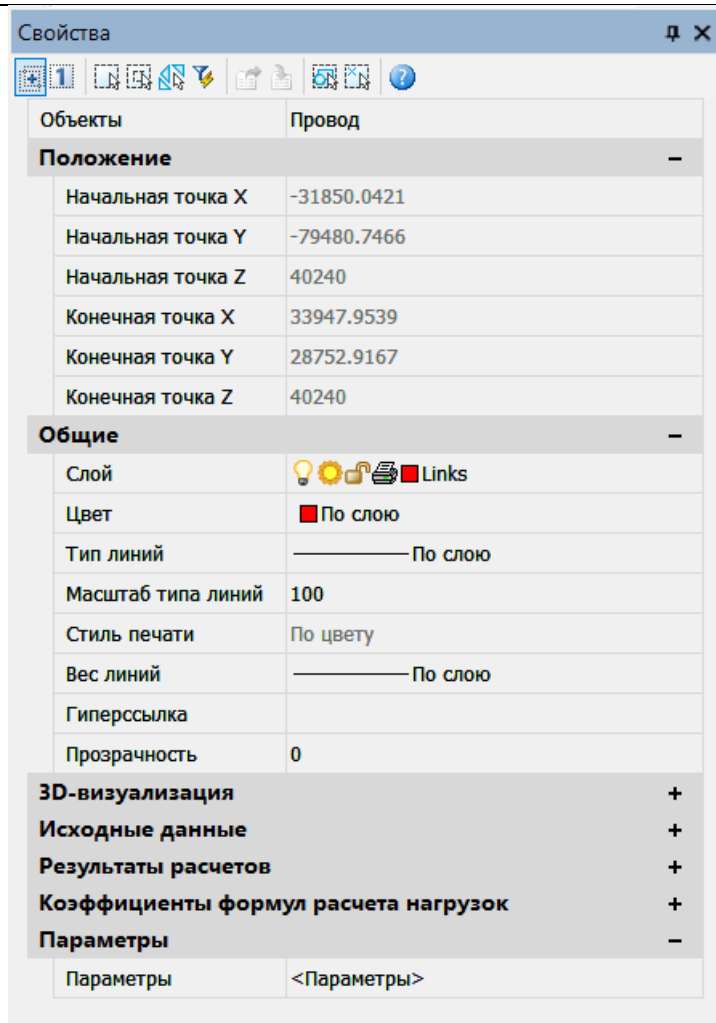 Свойства
1 ?
Объекты Провод
Положение −
Начальная точка X -31850.0421
Начальная точка Y -79480.7466
Начальная точка Z 40240
Конечная точка X 33947.9539
Конечная точка Y 28752.9167
Конечная точка Z 40240
Общие −
Слой Links
Цвет По слою
Тип линий По слою
Масштаб типа линий 100
Стиль печати По цвету
Вес линий По слою
Гиперссылка
Прозрачность 0
3D-визуализация +
Исходные данные +
Результаты расчетов +
Коэффициенты формул расчета нагрузок +
Параметры −
Параметры <Параметры>